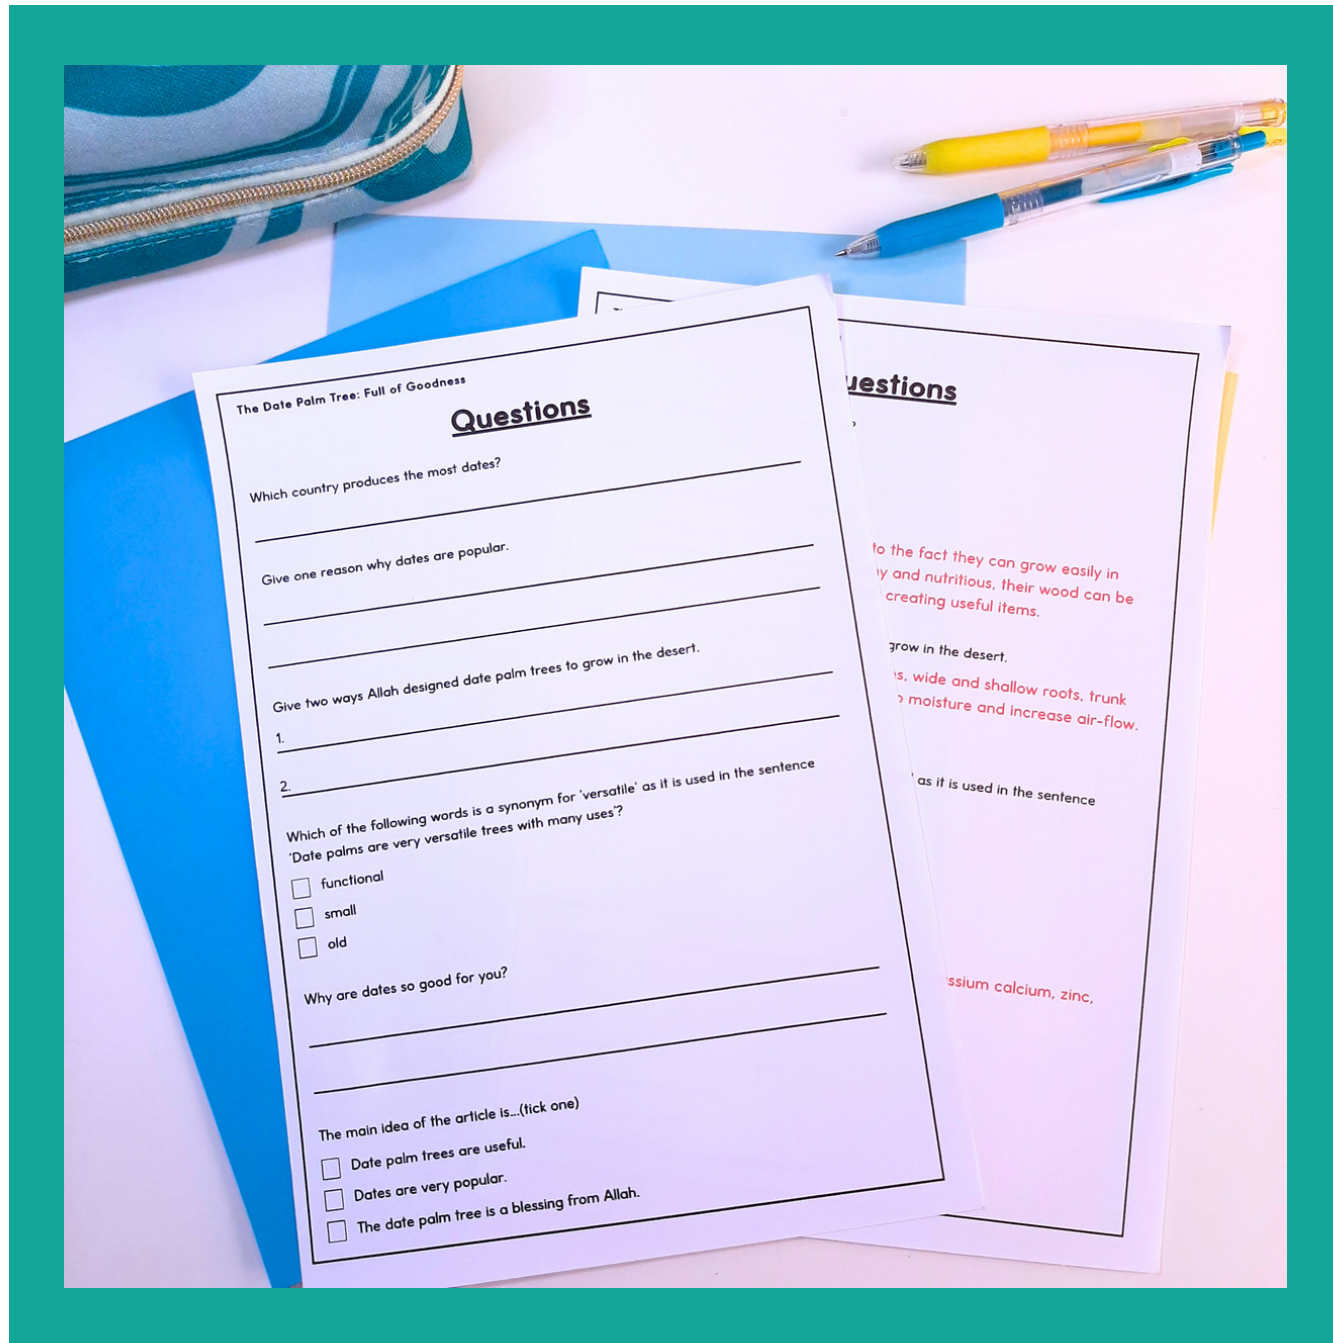 The Date Palm Tree: Full of Goodness
Questions
Which country produces the most dates?
Give one reason why dates are popular.
Give two ways Allah designed date palm trees to grow in the desert.
1.
2.
Which of the following words is a synonym for 'versatile' as it is used in the sentence
'Date palms are very versatile trees with many uses'?
functional
small
old
Why are dates so good for you?
The main idea of the article is...(tick one)
Date palm trees are useful.
Dates are very popular.
The date palm tree is a blessing from Allah.
uestions
to the fact they can grow easily in
and nutritious, their wood can be
creating useful items.
grow in the desert.
wide and shallow roots, trunk
moisture and increase air-flow.
as it is used in the sentence
ssium calcium, zinc,